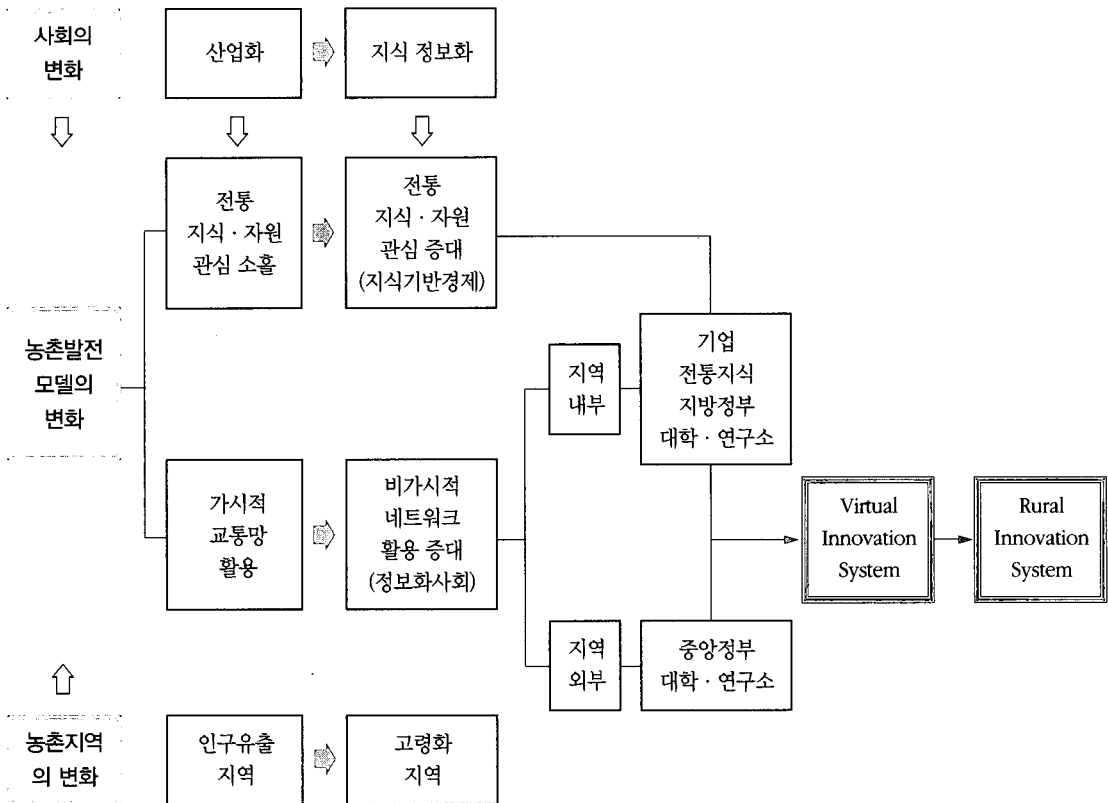 사회의
변화
산업화
지식 정보화
전통
지식 · 자원
관심 소홀
전통
지식 · 자원
관심 증대
(지식기반경제)
농촌발전
모델의
변화
지역
내부
기업
전통지식
지방정부
대학 · 연구소
가시적
교통망
활용
비가시적
네트워크
활용 증대
(정보화사회)
Virtual
Innovation
System
Rural
Innovation
System
지역
외부
중앙정부
대학 · 연구소
농촌지역
의 변화
인구유출
지역
고령화
지역